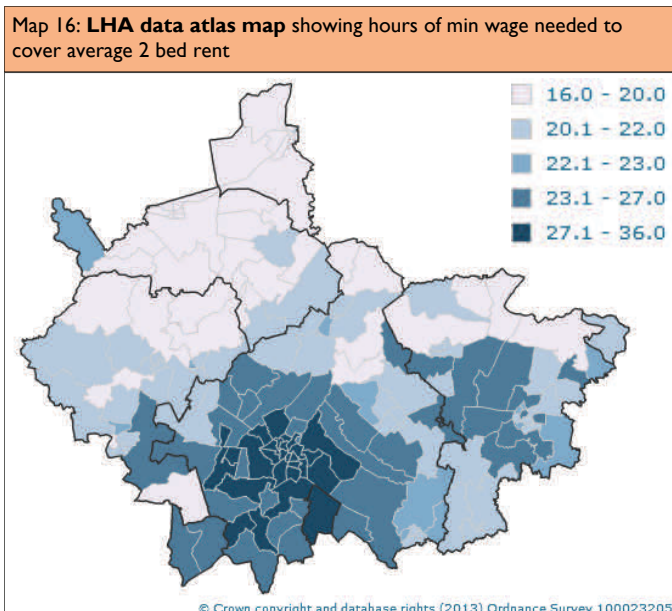 Map 16: LHA data atlas map showing hours of min wage needed to
cover average 2 bed rent
16.0 - 20.0
20.1 - 22.0
22.1 - 23.0
23.1 - 27.0
27.1 - 36.0
© Crown copyright and database rights (2013) Ordnance Survey 100023205